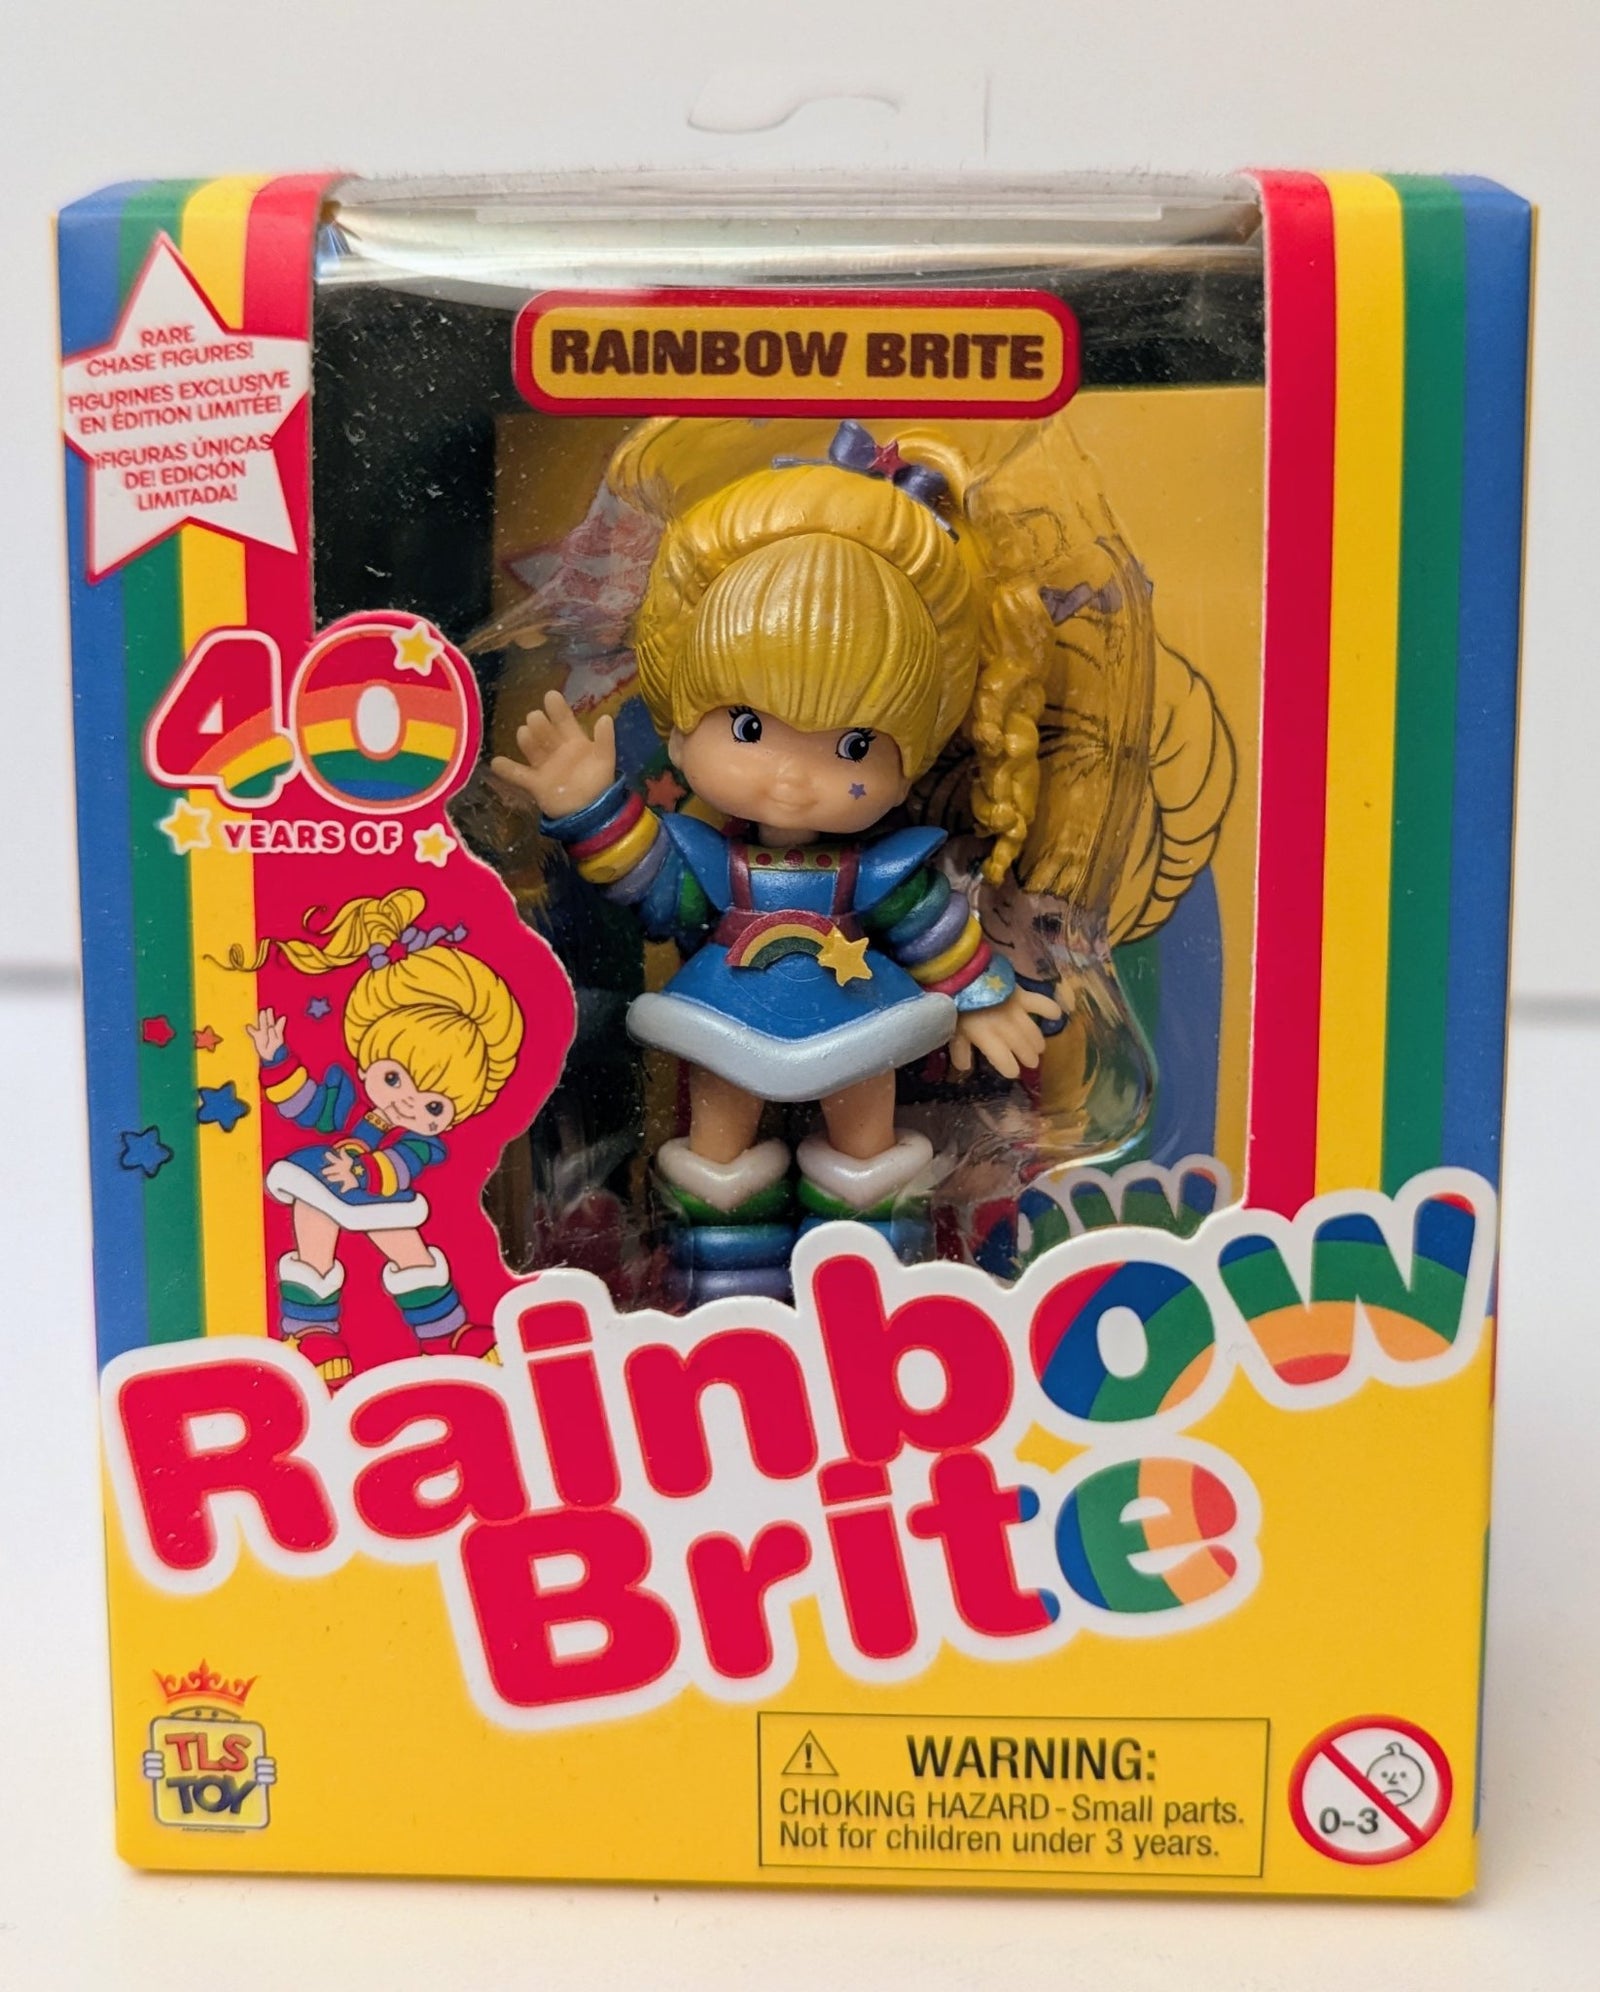 RAINBOW BRITE
RARE
CHASE FIGURES!
FIGURINES EXCLUSIVE
EN ÉDITION LIMITÉE!
¡FIGURAS ÚNICAS
DE! EDICIÓN
LIMITADA!
40
YEARS OF
Rainbow
Brite
TLS
TOY
WARNING:
CHOKING HAZARD-Small parts.
Not for children under 3 years.
0-3